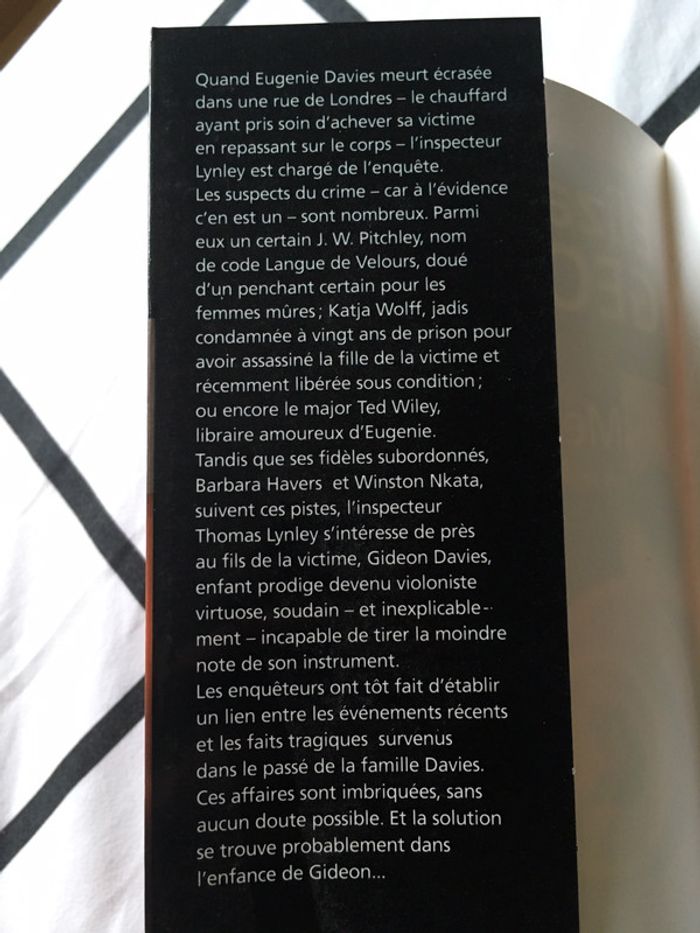 Quand Eugenie Davies meurt écrasée
dans une rue de Londres – le chauffard
ayant pris soin d'achever sa victime
en repassant sur le corps – l'inspecteur
Lynley est chargé de l'enquête.
Les suspects du crime – car à l'évidence
c'en est un – sont nombreux. Parmi
eux un certain J. W. Pitchley, nom
de code Langue de Velours, doué
d'un penchant certain pour les
femmes mûres ; Katja Wolff, jadis
condamnée à vingt ans de prison pour
avoir assassiné la fille de la victime et
récemment libérée sous condition ;
ou encore le major Ted Wiley,
libraire amoureux d'Eugenie.
Tandis que ses fidèles subordonnés,
Barbara Havers et Winston Nkata,
suivent ces pistes, l'inspecteur
Thomas Lynley s'intéresse de près
au fils de la victime, Gideon Davies,
enfant prodige devenu violoniste
virtuose, soudain – et inexplicable-
ment – incapable de tirer la moindre
note de son instrument.
Les enquêteurs ont tôt fait d'établir
un lien entre les événements récents
et les faits tragiques survenus
dans le passé de la famille Davies.
Ces affaires sont imbriquées, sans
aucun doute possible. Et la solution
se trouve probablement dans
l'enfance de Gideon...